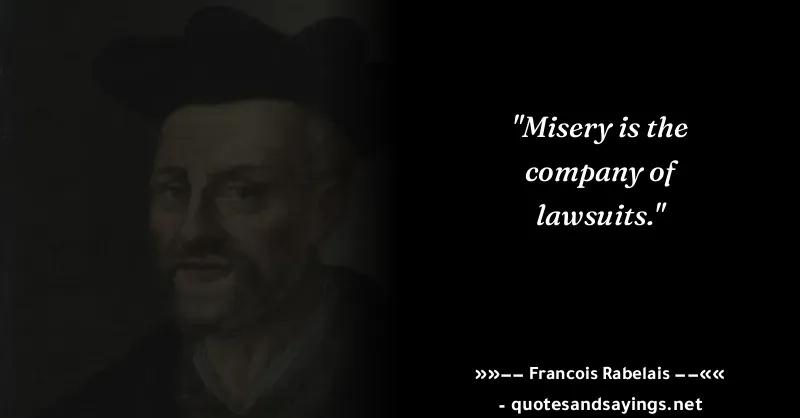 "Misery is the
company of
lawsuits."
»»−− Francois Rabelais −−««
- quotesandsayings.net